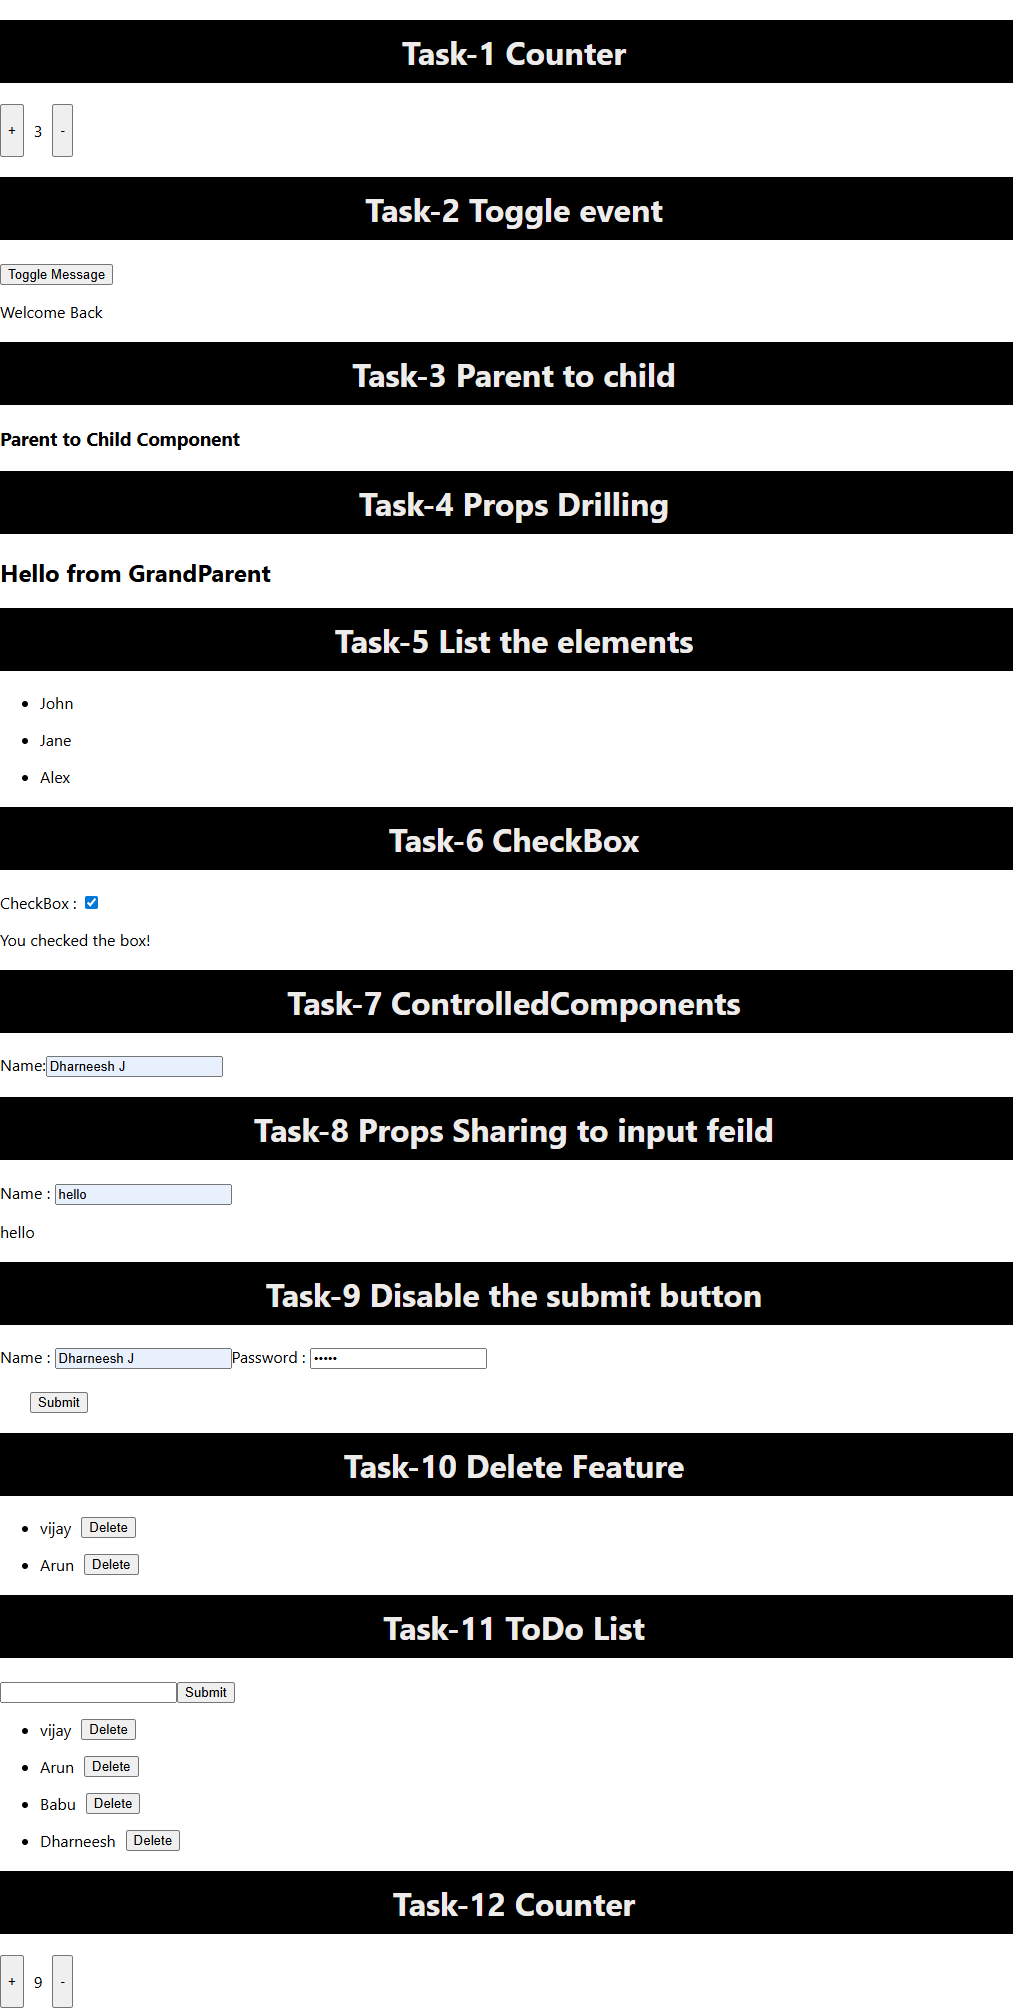 Task-1 Counter
+ 3 -
Task-2 Toggle event
Toggle Message
Welcome Back
Task-3 Parent to child
Parent to Child Component
Task-4 Props Drilling
Hello from GrandParent
Task-5 List the elements
• John
• Jane
• Alex
Task-6 CheckBox
CheckBox :
You checked the box!
Task-7 ControlledComponents
Name:Dharneesh J
Task-8 Props Sharing to input feild
Name : hello
hello
Task-9 Disable the submit button
Name : Dharneesh J Password : •••••
Submit
Task-10 Delete Feature
• vijay Delete
• Arun Delete
Task-11 ToDo List
Submit
• vijay Delete
• Arun Delete
• Babu Delete
• Dharneesh Delete
Task-12 Counter
+ 9 -